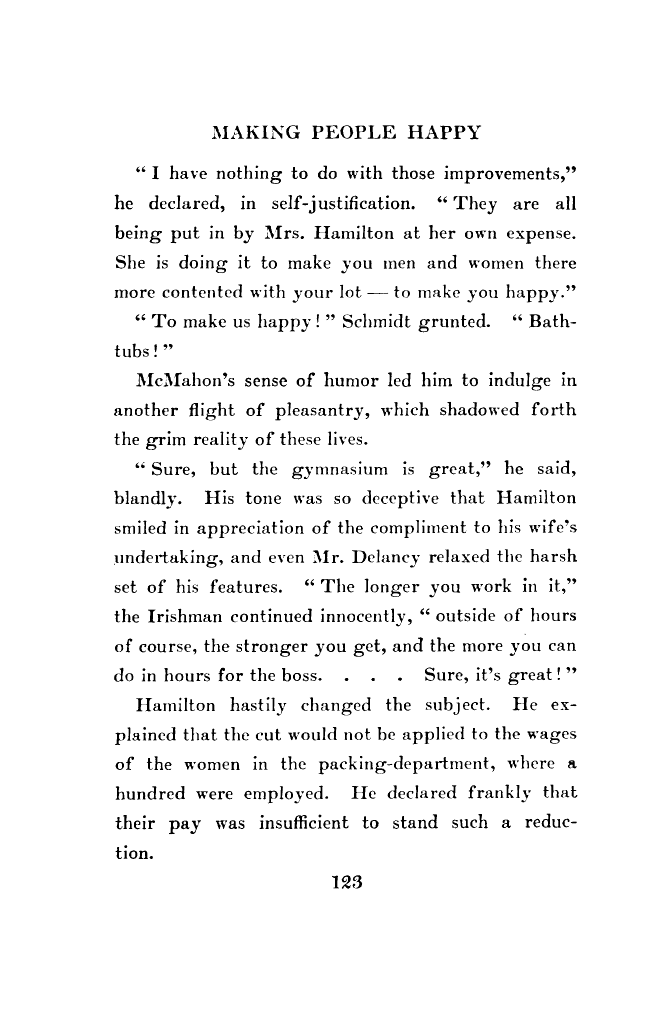 MAKING PEOPLE HAPPY
“ I have nothing to do with those improvements,”
he declared, in self-justification. “ They are all
being put in by Mrs. Hamilton at her own expense.
She is doing it to make you men and women there
more contented with your lot — to make you happy.”
“ To make us happy ! ” Schmidt grunted. “ Bath-
tubs ! ”
McMahon’s sense of humor led him to indulge in
another flight of pleasantry, which shadowed forth
the grim reality of these lives.
“ Sure, but the gymnasium is great,” he said,
blandly. His tone was so deceptive that Hamilton
smiled in appreciation of the compliment to his wife’s
undertaking, and even Mr. Delancy relaxed the harsh
set of his features. “ The longer you work in it,”
the Irishman continued innocently, “ outside of hours
of course, the stronger you get, and the more you can
do in hours for the boss. . . . Sure, it’s great ! ”
Hamilton hastily changed the subject. He ex-
plained that the cut would not be applied to the wages
of the women in the packing-department, where a
hundred were employed. He declared frankly that
their pay was insufficient to stand such a reduc-
tion.
123